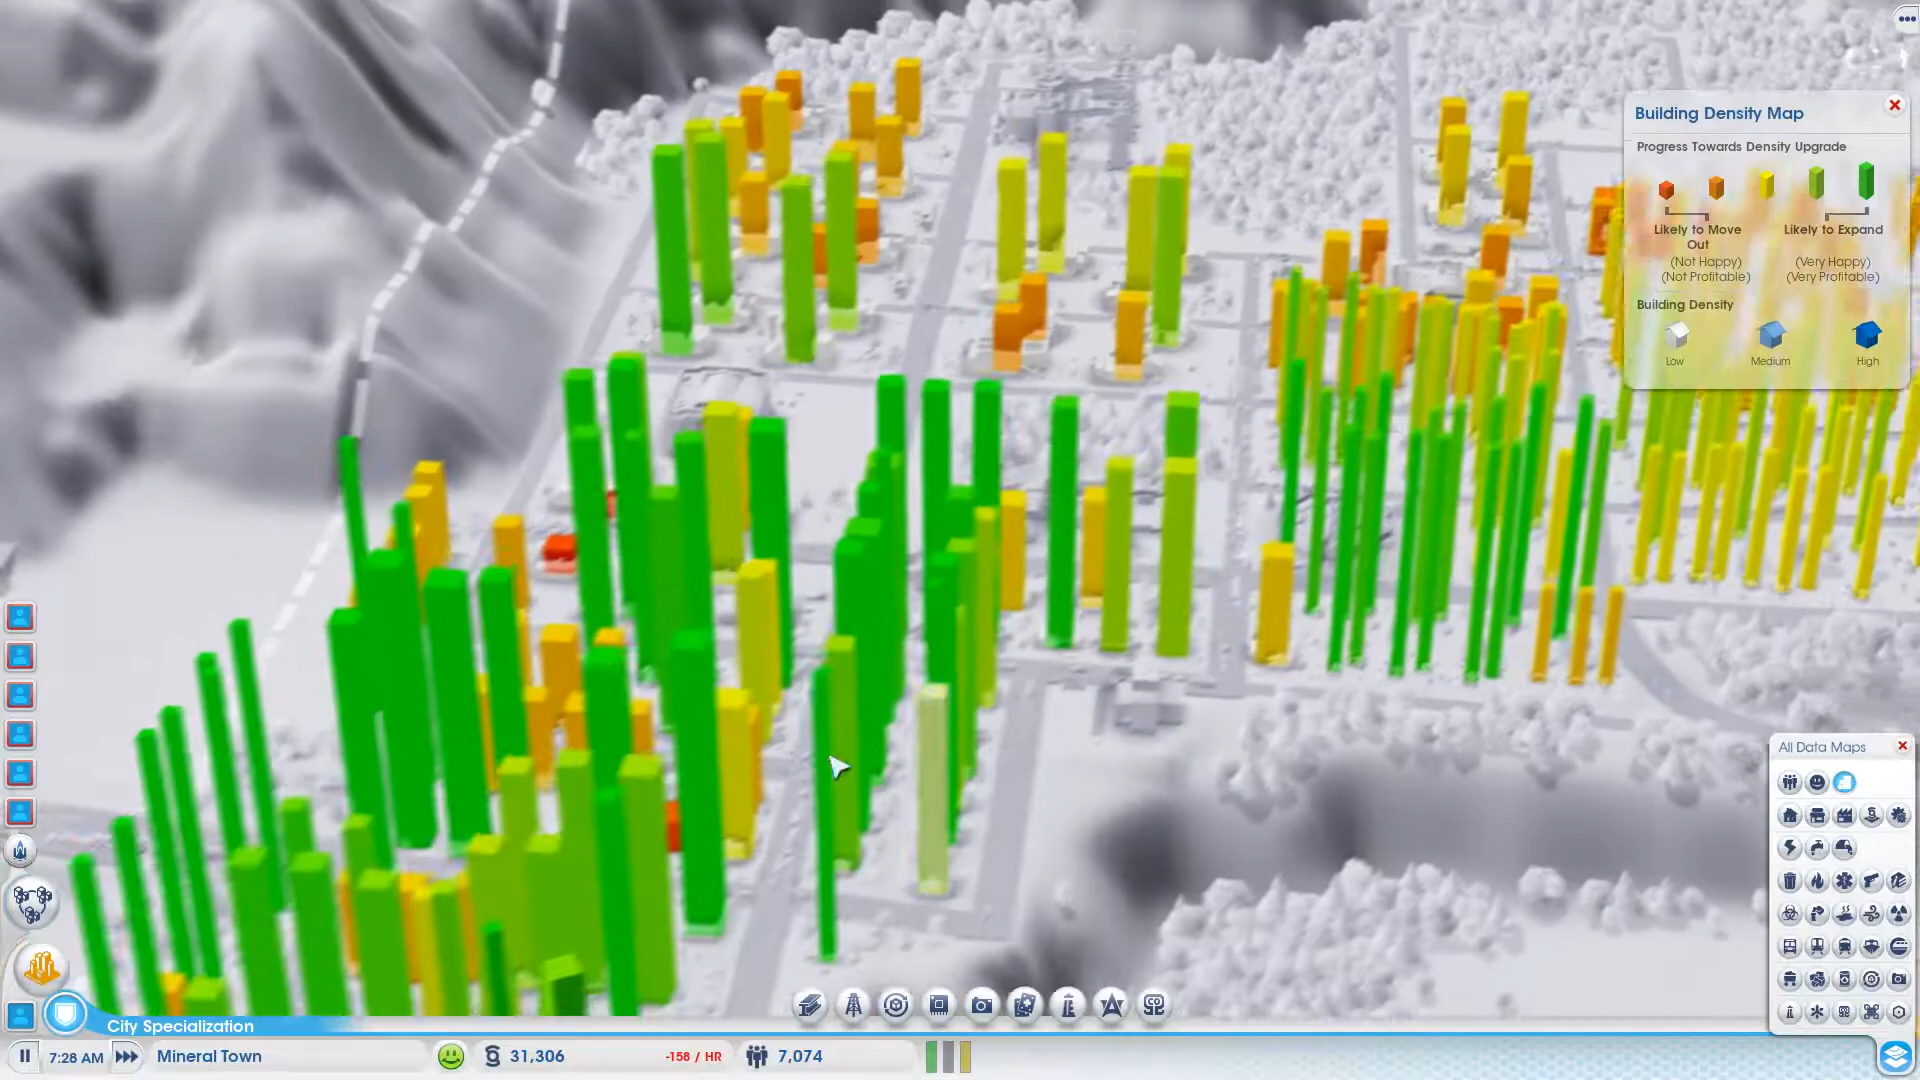 Building Density Map
Progress Towards Density Upgrade
Likely to Move Out
Likely to Expand
(Not Happy)
(Not Profitable)
(Very Happy)
(Very Profitable)
Building Density
Low
Medium
High
All Data Maps
City Specialization
7:28 AM
Mineral Town
31,306
-158 / HR
7,074